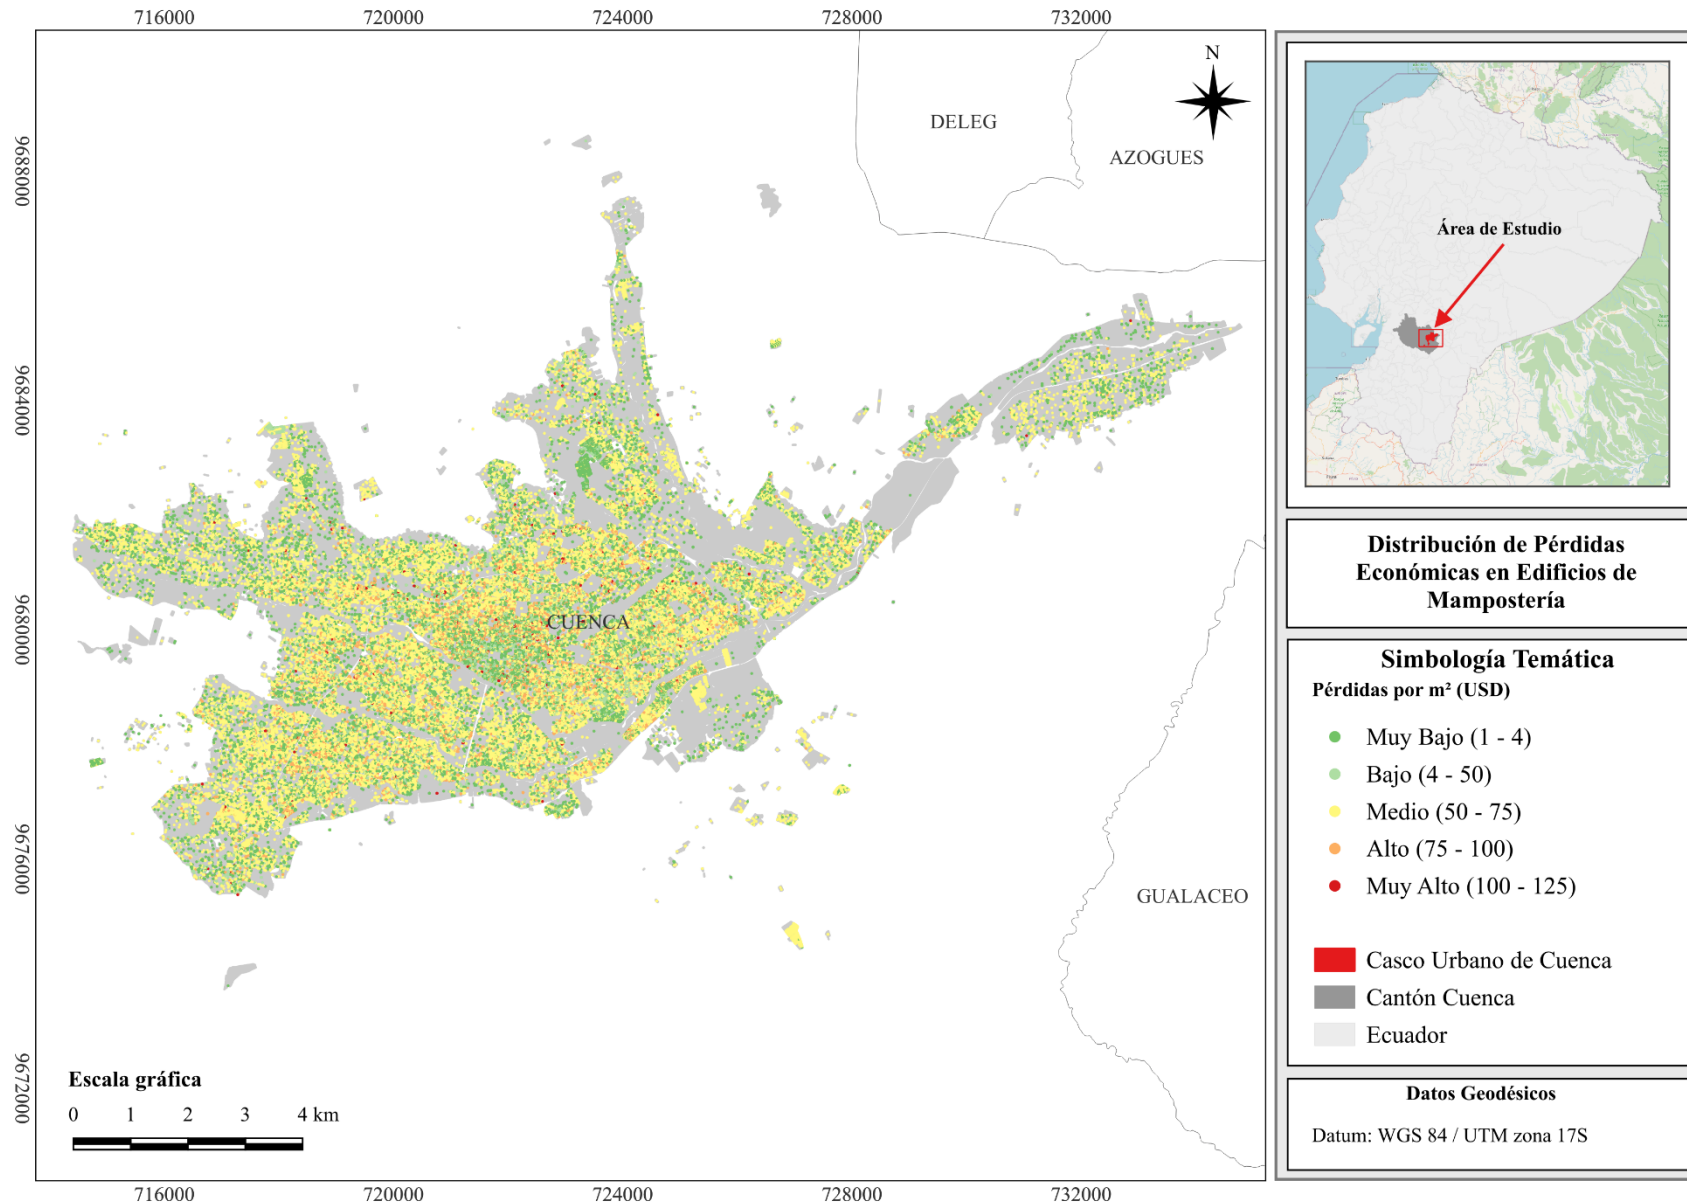 716000
720000
724000
728000
732000
9688000
9684000
9680000
9676000
9672000
N
DELEG
AZOGUES
CUENCA
GUALACEO
Escala gráfica
0 1 2 3 4 km
716000
720000
724000
728000
732000
Área de Estudio
Distribución de Pérdidas
Económicas en Edificios de
Mampostería
Simbología Temática
Pérdidas por m² (USD)
Muy Bajo (1 - 4)
Bajo (4 - 50)
Medio (50 - 75)
Alto (75 - 100)
Muy Alto (100 - 125)
Casco Urbano de Cuenca
Cantón Cuenca
Ecuador
Datos Geodésicos
Datum: WGS 84 / UTM zona 17S